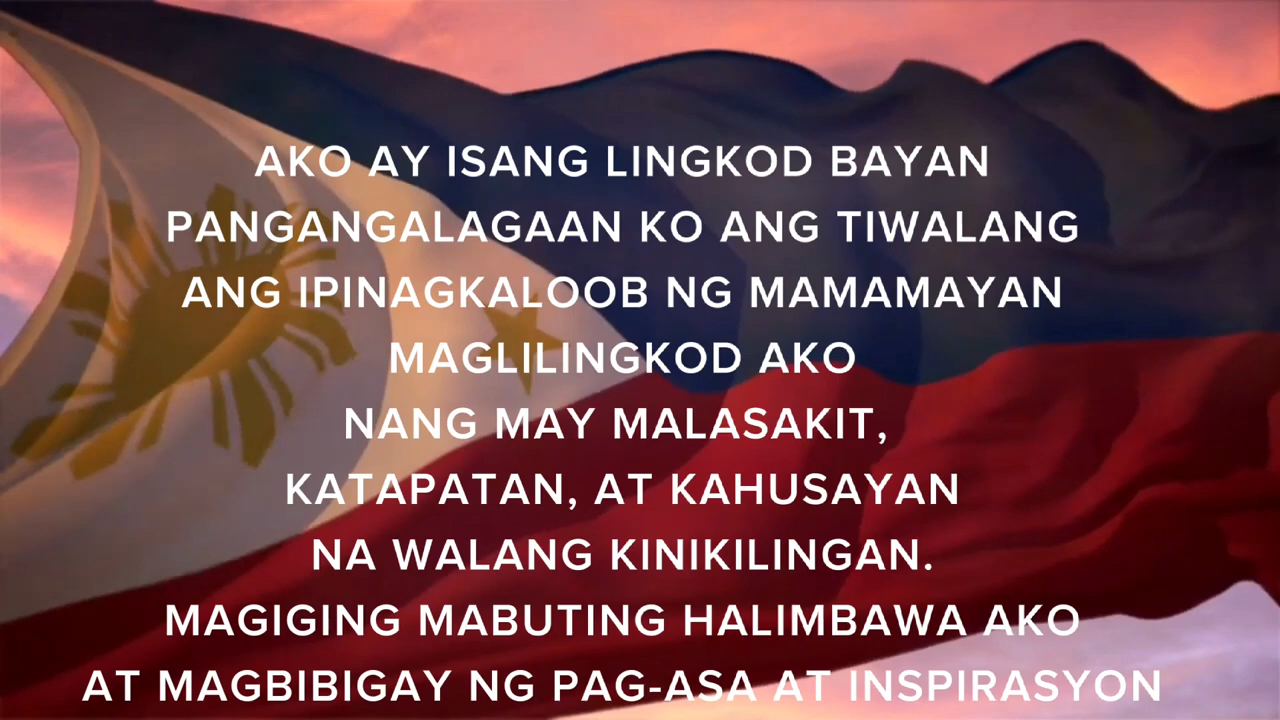 AKO AY ISANG LINGKOD BAYAN
PANGANGALAGAAN KO ANG TIWALANG
ANG IPINAGKALOOB NG MAMAMAYAN
MAGLILINGKOD AKO
NANG MAY MALASAKIT,
KATAPATAN, AT KAHUSAYAN
NA WALANG KINIKILINGAN.
MAGIGING MABUTING HALIMBAWA AKO
AT MAGBIBIGAY NG PAG-ASA AT INSPIRASYON